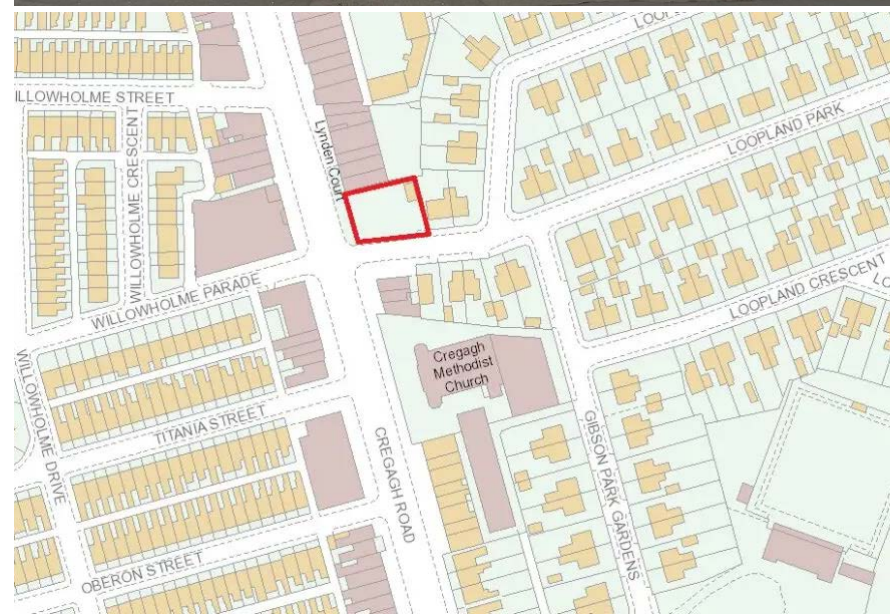 LOOPLAND PARK
ILLOWHOLME STREET
WILLOWHOLME CRESCENT
Lynden Court
WILLOWHOLME PARADE
LOOPLAND CRESCENT
Cregagh
Methodist
Church
WILLOWHOLME DRIVE
TITANIA STREET
CREGAGH ROAD
GIBSON PARK GARDENS
OBERON STREET